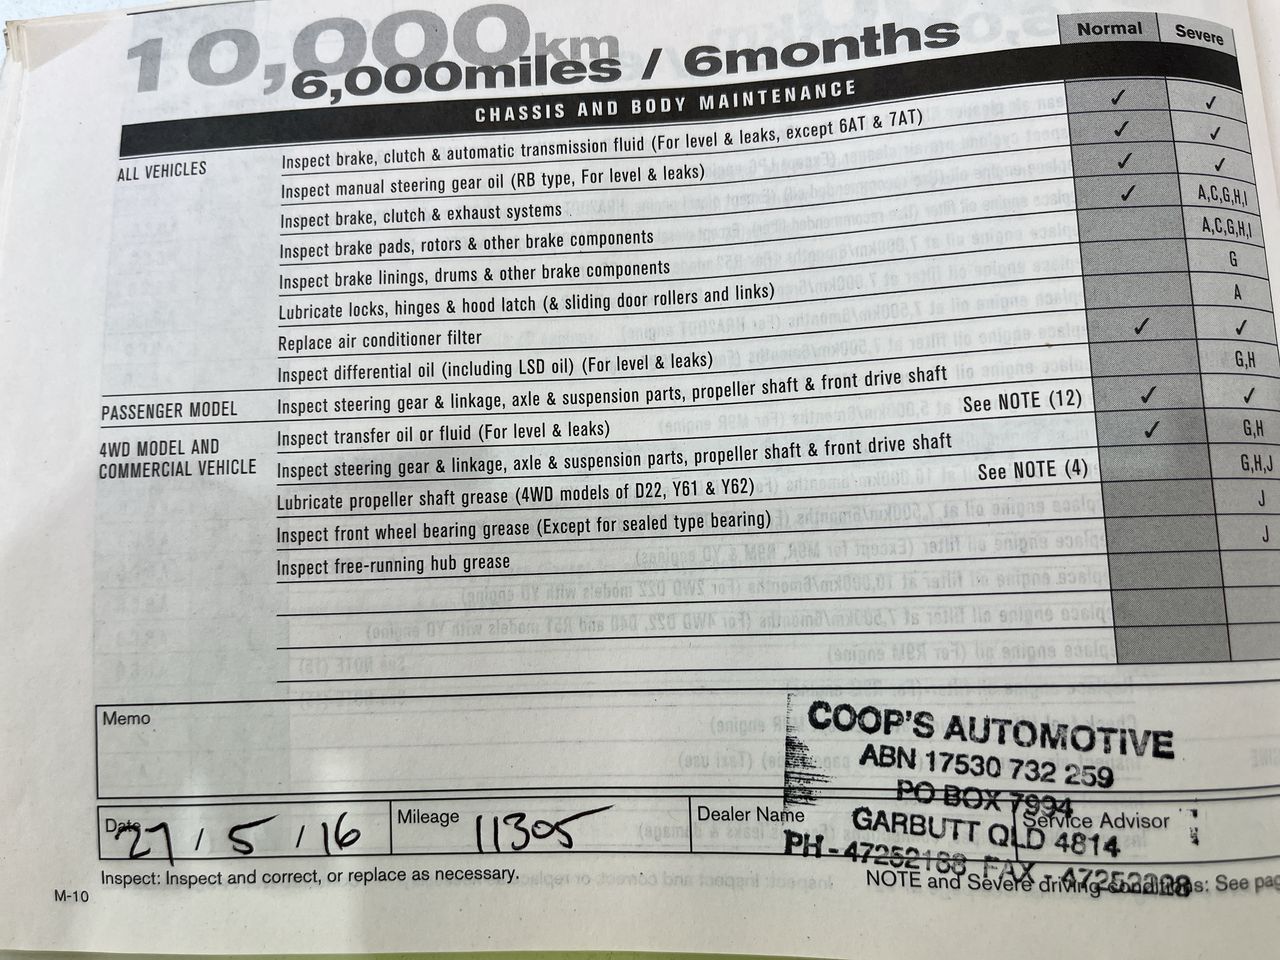 10,000km
6,000miles / 6months
Normal Severe
CHASSIS AND BODY MAINTENANCE
ALL VEHICLES Inspect brake, clutch & automatic transmission fluid (For level & leaks, except 6AT & 7AT) ✓ ✓
Inspect manual steering gear oil (RB type, For level & leaks) ✓ ✓
Inspect brake, clutch & exhaust systems ✓ ✓
Inspect brake pads, rotors & other brake components ✓ A,C,G,H,I
Inspect brake linings, drums & other brake components A,C,G,H,I
Lubricate locks, hinges & hood latch (& sliding door rollers and links) G
Replace air conditioner filter A
Inspect differential oil (including LSD oil) (For level & leaks) ✓ ✓
PASSENGER MODEL Inspect steering gear & linkage, axle & suspension parts, propeller shaft & front drive shaft G,H
4WD MODEL AND Inspect transfer oil or fluid (For level & leaks) See NOTE (12) ✓ ✓
COMMERCIAL VEHICLE Inspect steering gear & linkage, axle & suspension parts, propeller shaft & front drive shaft ✓ G,H
Lubricate propeller shaft grease (4WD models of D22, Y61 & Y62) See NOTE (4) G,H,J
Inspect front wheel bearing grease (Except for sealed type bearing) J
Inspect free-running hub grease J
Memo
COOP'S AUTOMOTIVE
ABN 17530 732 259
PO BOX 7994
GARBUTT QLD 4814
PH - 47252188 FAX - 47252228
Date 27 / 5 / 16 Mileage 11305 Dealer Name Service Advisor
Inspect: Inspect and correct, or replace as necessary. NOTE and Severe driving conditions: See
M-10